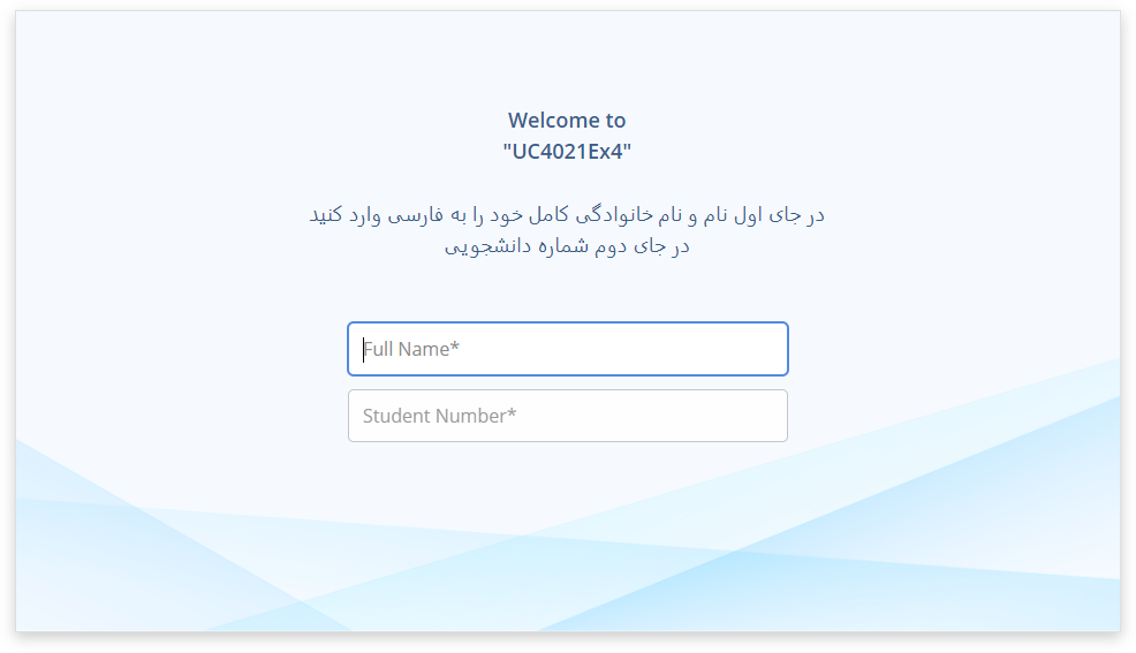 Welcome to
"UC4021Ex4"
در جای اول نام و نام خانوادگی کامل خود را به فارسی وارد کنید
در جای دوم شماره دانشجویی
Full Name*
Student Number*